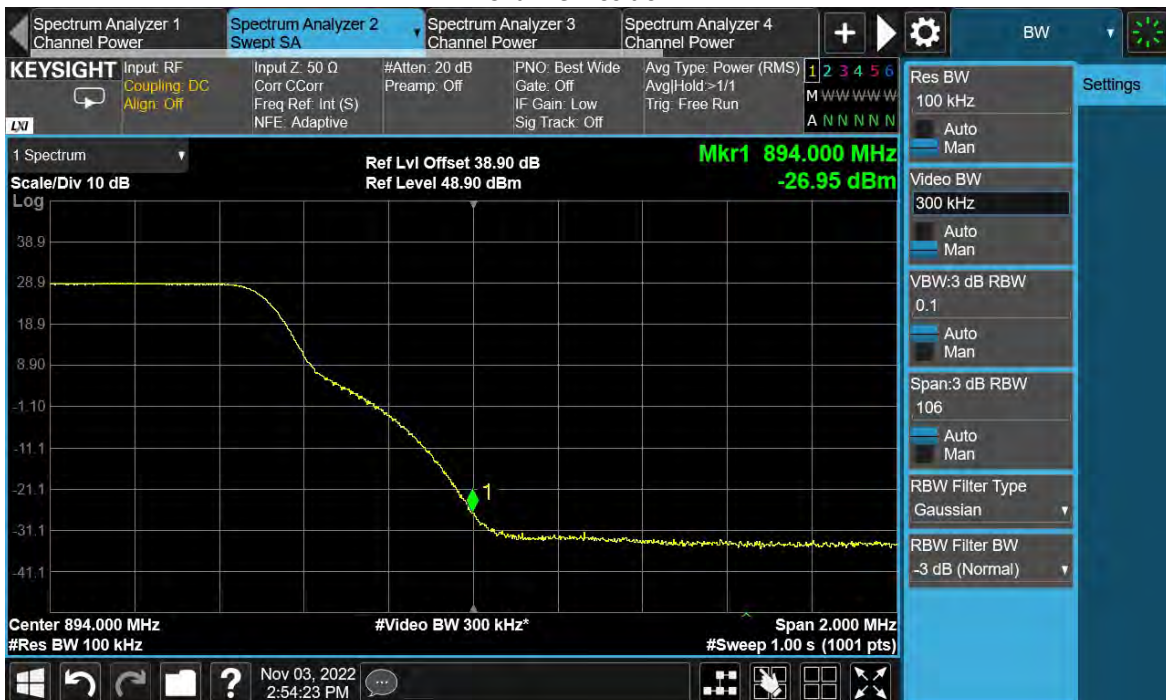 Spectrum Analyzer 1
Channel Power
Spectrum Analyzer 2
Swept SA
Spectrum Analyzer 3
Channel Power
Spectrum Analyzer 4
Channel Power
BW
KEYSIGHT
LXI
Input: RF
Coupling: DC
Align: Off
Input Z: 50 Ω
Corr CCorr
Freq Ref: Int (S)
NFE: Adaptive
#Atten: 20 dB
Preamp: Off
PNO: Best Wide
Gate: Off
IF Gain: Low
Sig Track: Off
Avg Type: Power (RMS)
Avg|Hold:>1/1
Trig: Free Run
1 2 3 4 5 6
M W W W W W
A N N N N N
1 Spectrum
Scale/Div 10 dB
Log
Ref Lvl Offset 38.90 dB
Ref Level 48.90 dBm
Mkr1 894.000 MHz
-26.95 dBm
38.9
28.9
18.9
8.90
-1.10
-11.1
-21.1
-31.1
-41.1
1
Center 894.000 MHz
#Res BW 100 kHz
#Video BW 300 kHz*
Span 2.000 MHz
#Sweep 1.00 s (1001 pts)
Res BW
100 kHz
Auto
Man
Video BW
300 kHz
Auto
Man
VBW:3 dB RBW
0.1
Auto
Man
Span:3 dB RBW
106
Auto
Man
RBW Filter Type
Gaussian
RBW Filter BW
-3 dB (Normal)
Settings
?
Nov 03, 2022
2:54:23 PM